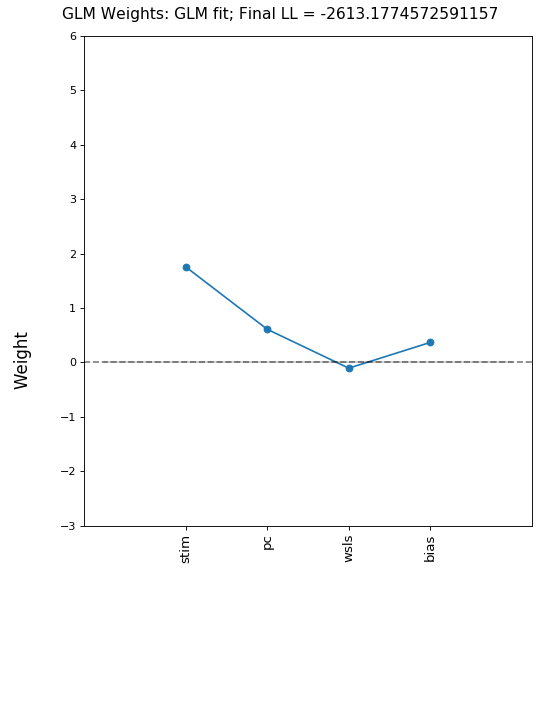 GLM Weights: GLM fit; Final LL = -2613.1774572591157
6
5
4
3
2
1
0
−1
−2
−3
Weight
stim
pc
wsls
bias